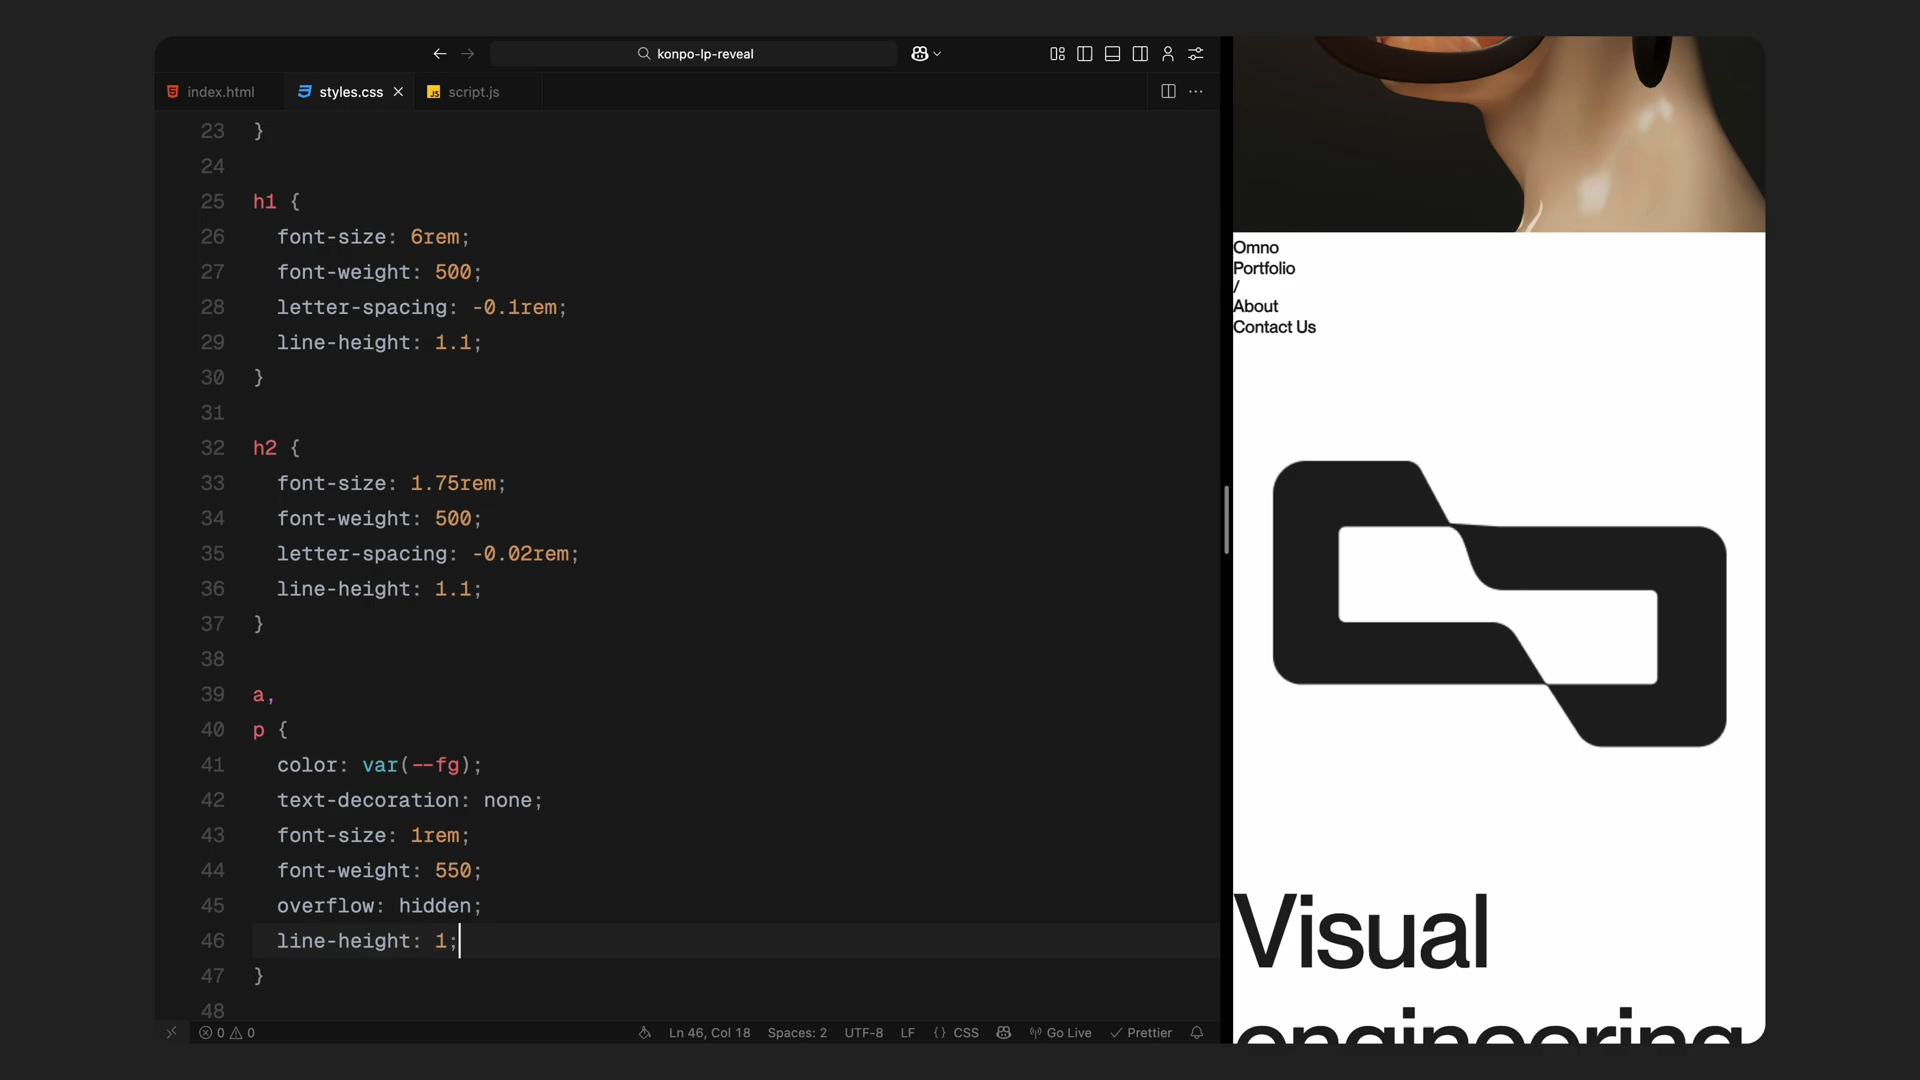 konpo-lp-reveal
index.html
styles.css
JS script.js
23 }
24
25 h1 {
26 font-size: 6rem;
27 font-weight: 500;
28 letter-spacing: -0.1rem;
29 line-height: 1.1;
30 }
31
32 h2 {
33 font-size: 1.75rem;
34 font-weight: 500;
35 letter-spacing: -0.02rem;
36 line-height: 1.1;
37 }
38
39 a,
40 p {
41 color: var(--fg);
42 text-decoration: none;
43 font-size: 1rem;
44 font-weight: 550;
45 overflow: hidden;
46 line-height: 1;
47 }
48
0 0
Ln 46, Col 18
Spaces: 2
UTF-8
LF
{} CSS
Go Live
Prettier
Omno
Portfolio
/
About
Contact Us
Visual
engineering